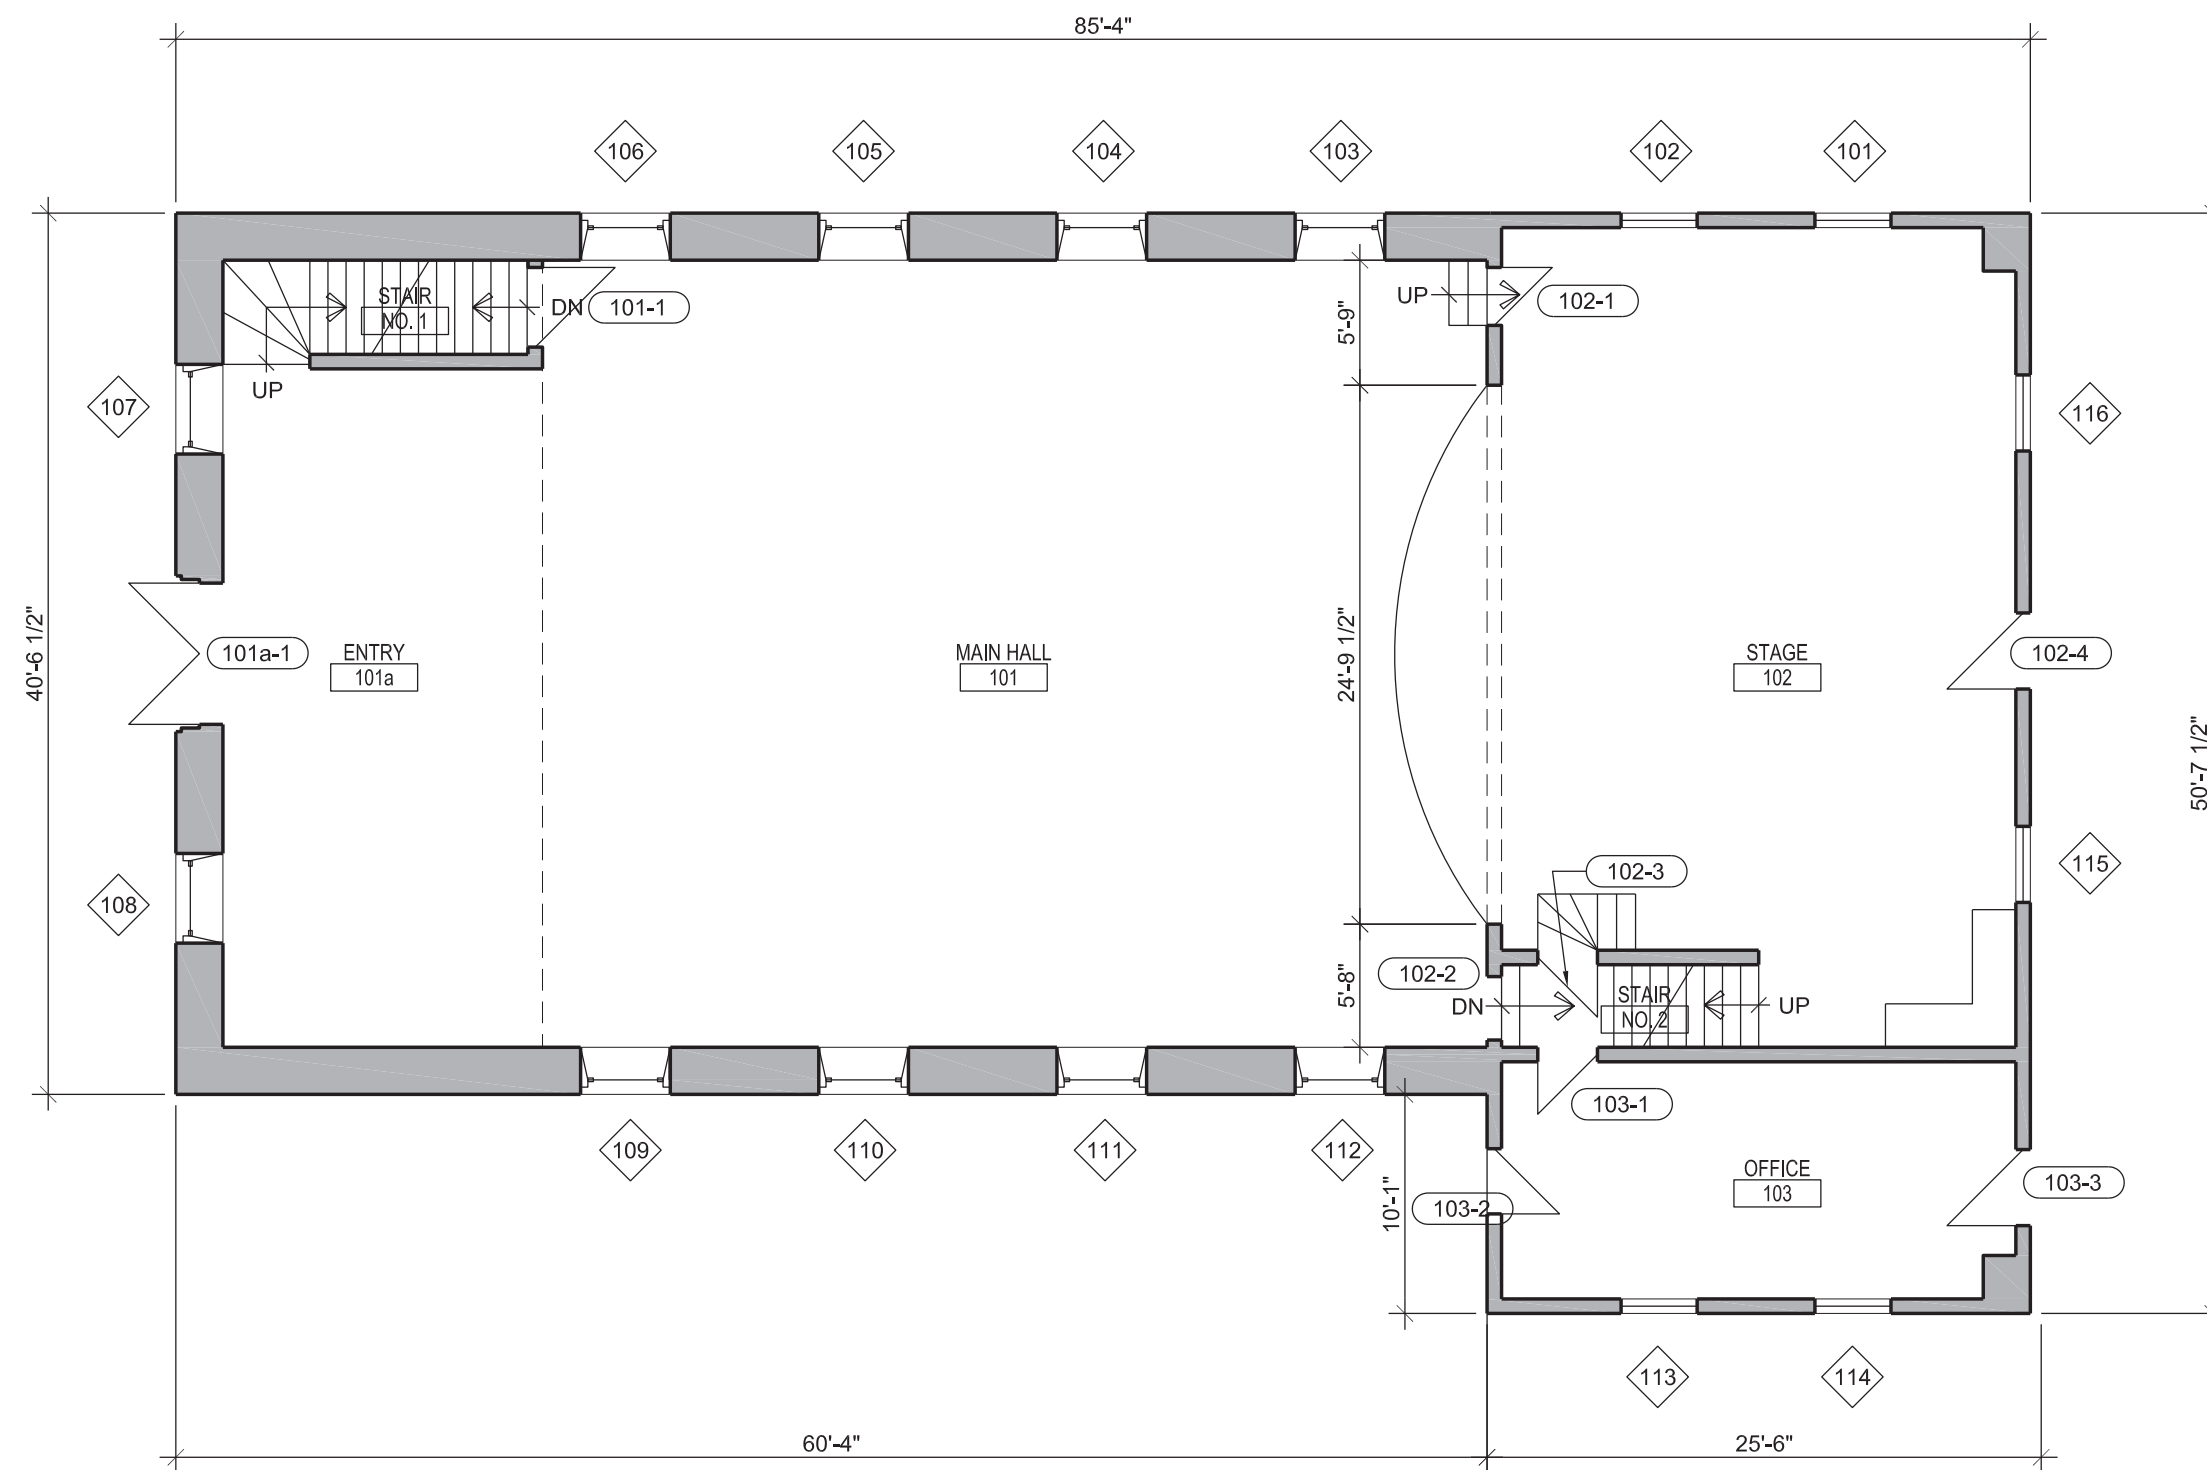 85'-4"
106
105
104
103
102
101
STAIR
NO. 1
DN
101-1
UP
102-1
5'-9"
UP
107
116
40'-6 1/2"
101a-1
ENTRY
101a
MAIN HALL
101
24'-9 1/2"
STAGE
102
102-4
50'-7 1/2"
108
102-3
115
5'-8"
102-2
DN
STAIR
NO. 2
UP
103-1
109
110
111
112
10'-1"
103-2
OFFICE
103
103-3
113
114
60'-4"
25'-6"